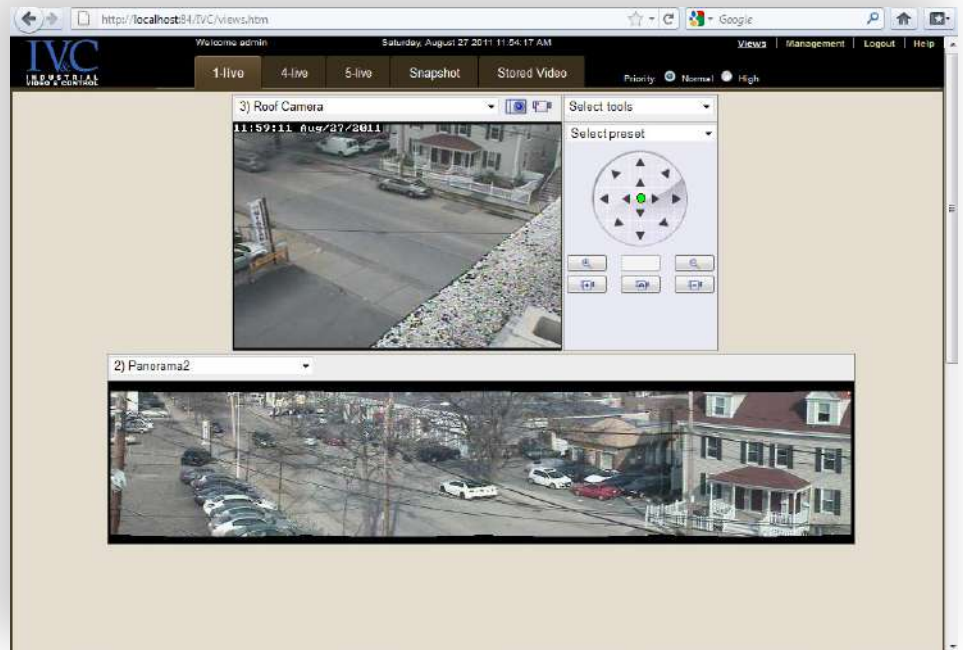 http://localhost:84/IVC/views.htm
Google
IVC
INDUSTRIAL
VIDEO & CONTROL
Welcome admin
Saturday, August 27 2011 11:54:17 AM
Views | Management | Logout | Help
1-live
4-live
5-live
Snapshot
Stored Video
Priority Normal High
3) Roof Camera
Select tools
11:59:11 Aug/27/2011
Select preset
2) Panorama2